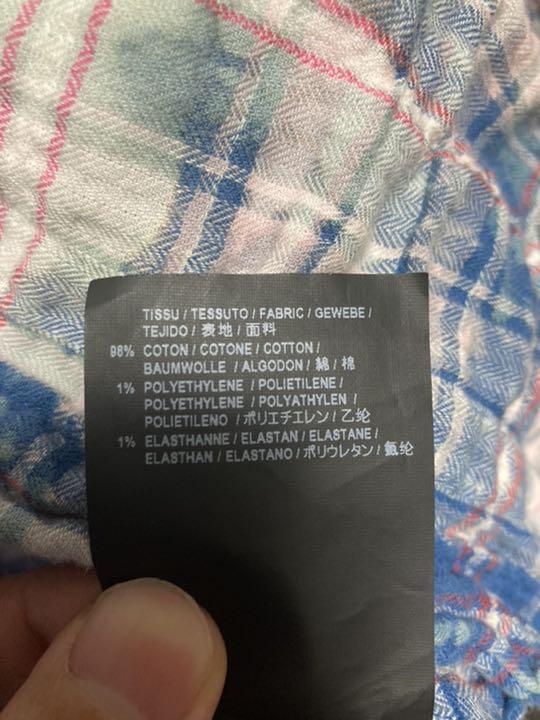 TISSU / TESSUTO / FABRIC / GEWEBE /
TEJIDO / 表地 / 面料
98% COTON / COTONE / COTTON /
BAUMWOLLE / ALGODON / 綿 / 棉
1% POLYETHYLENE / POLIETILENE /
POLYETHYLENE / POLYATHYLEN /
POLIETILENO / ポリエチエレン / 乙纶
1% ELASTHANNE / ELASTAN / ELASTANE /
ELASTHAN / ELASTANO / ポリウレタン / 氨纶